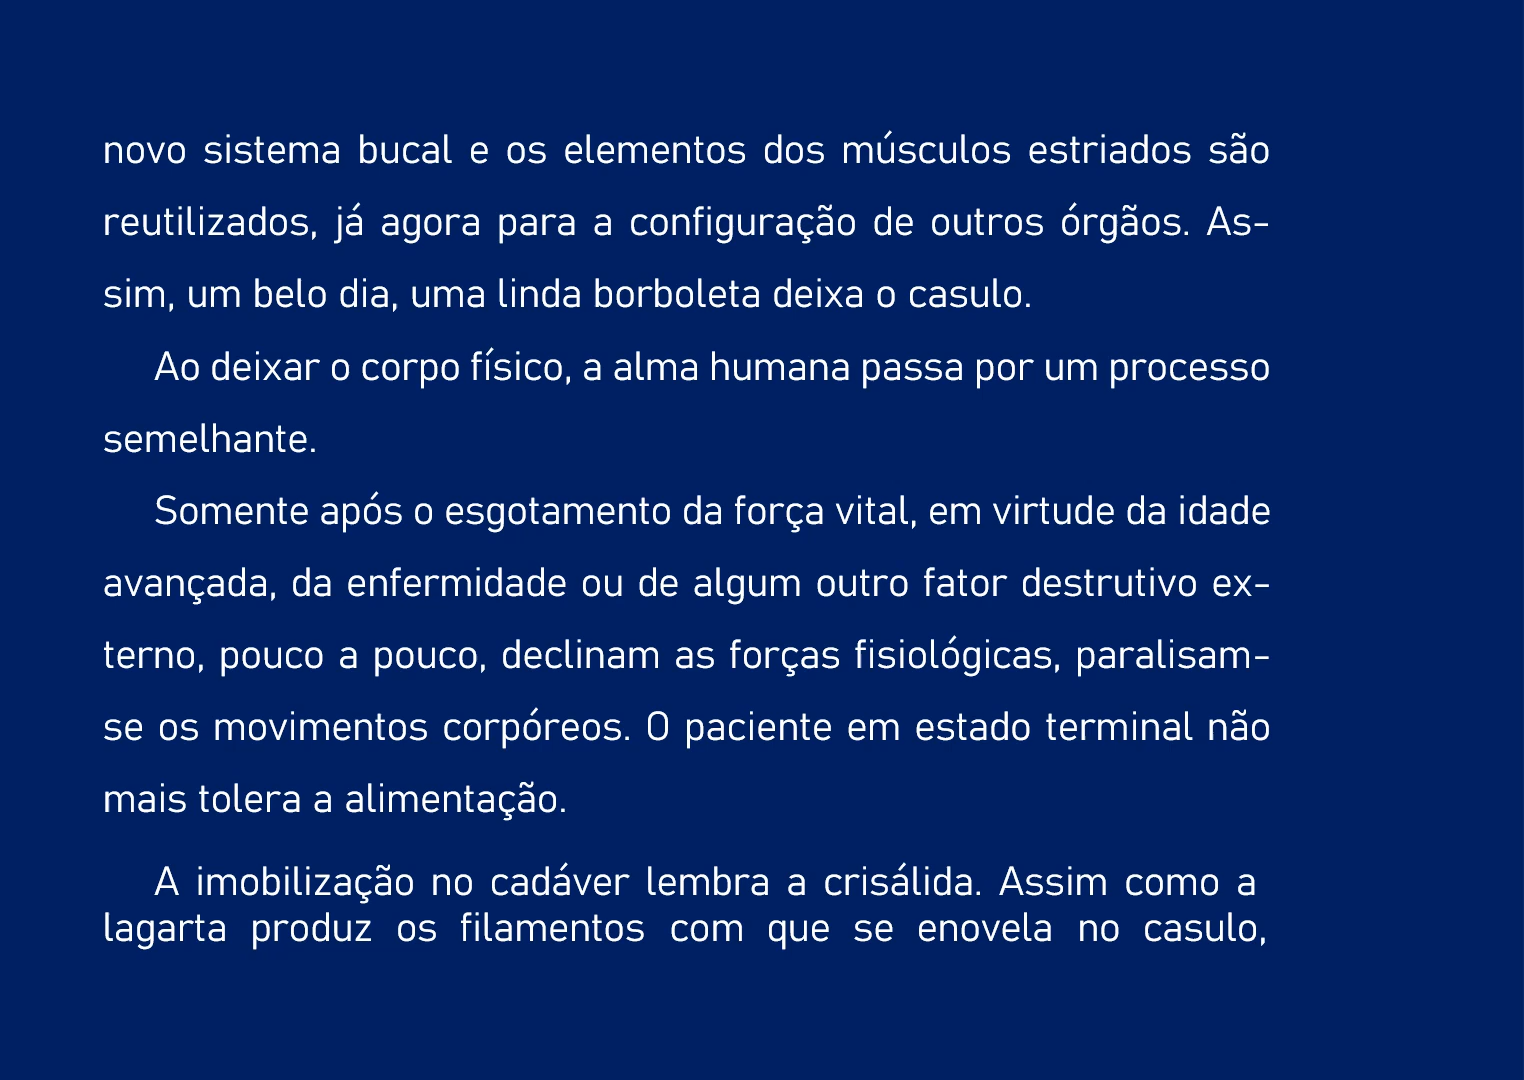 novo sistema bucal e os elementos dos músculos estriados são
reutilizados, já agora para a configuração de outros órgãos. As-
sim, um belo dia, uma linda borboleta deixa o casulo.
Ao deixar o corpo físico, a alma humana passa por um processo
semelhante.
Somente após o esgotamento da força vital, em virtude da idade
avançada, da enfermidade ou de algum outro fator destrutivo ex-
terno, pouco a pouco, declinam as forças fisiológicas, paralisam-
se os movimentos corpóreos. O paciente em estado terminal não
mais tolera a alimentação.
A imobilização no cadáver lembra a crisálida. Assim como a
lagarta produz os filamentos com que se enovela no casulo,